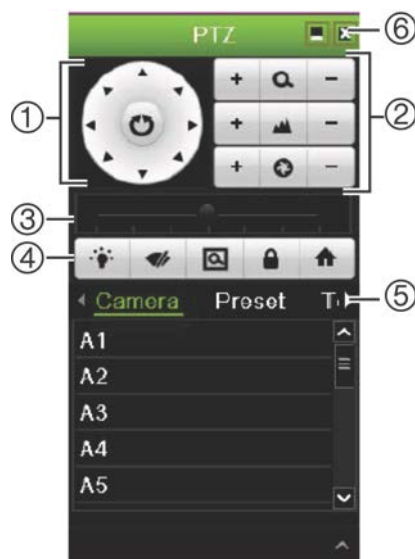 PTZ
⑥
①
+ -
②
+ -
+ -
③
④
Camera Preset
⑤
A1
A2
A3
A4
A5